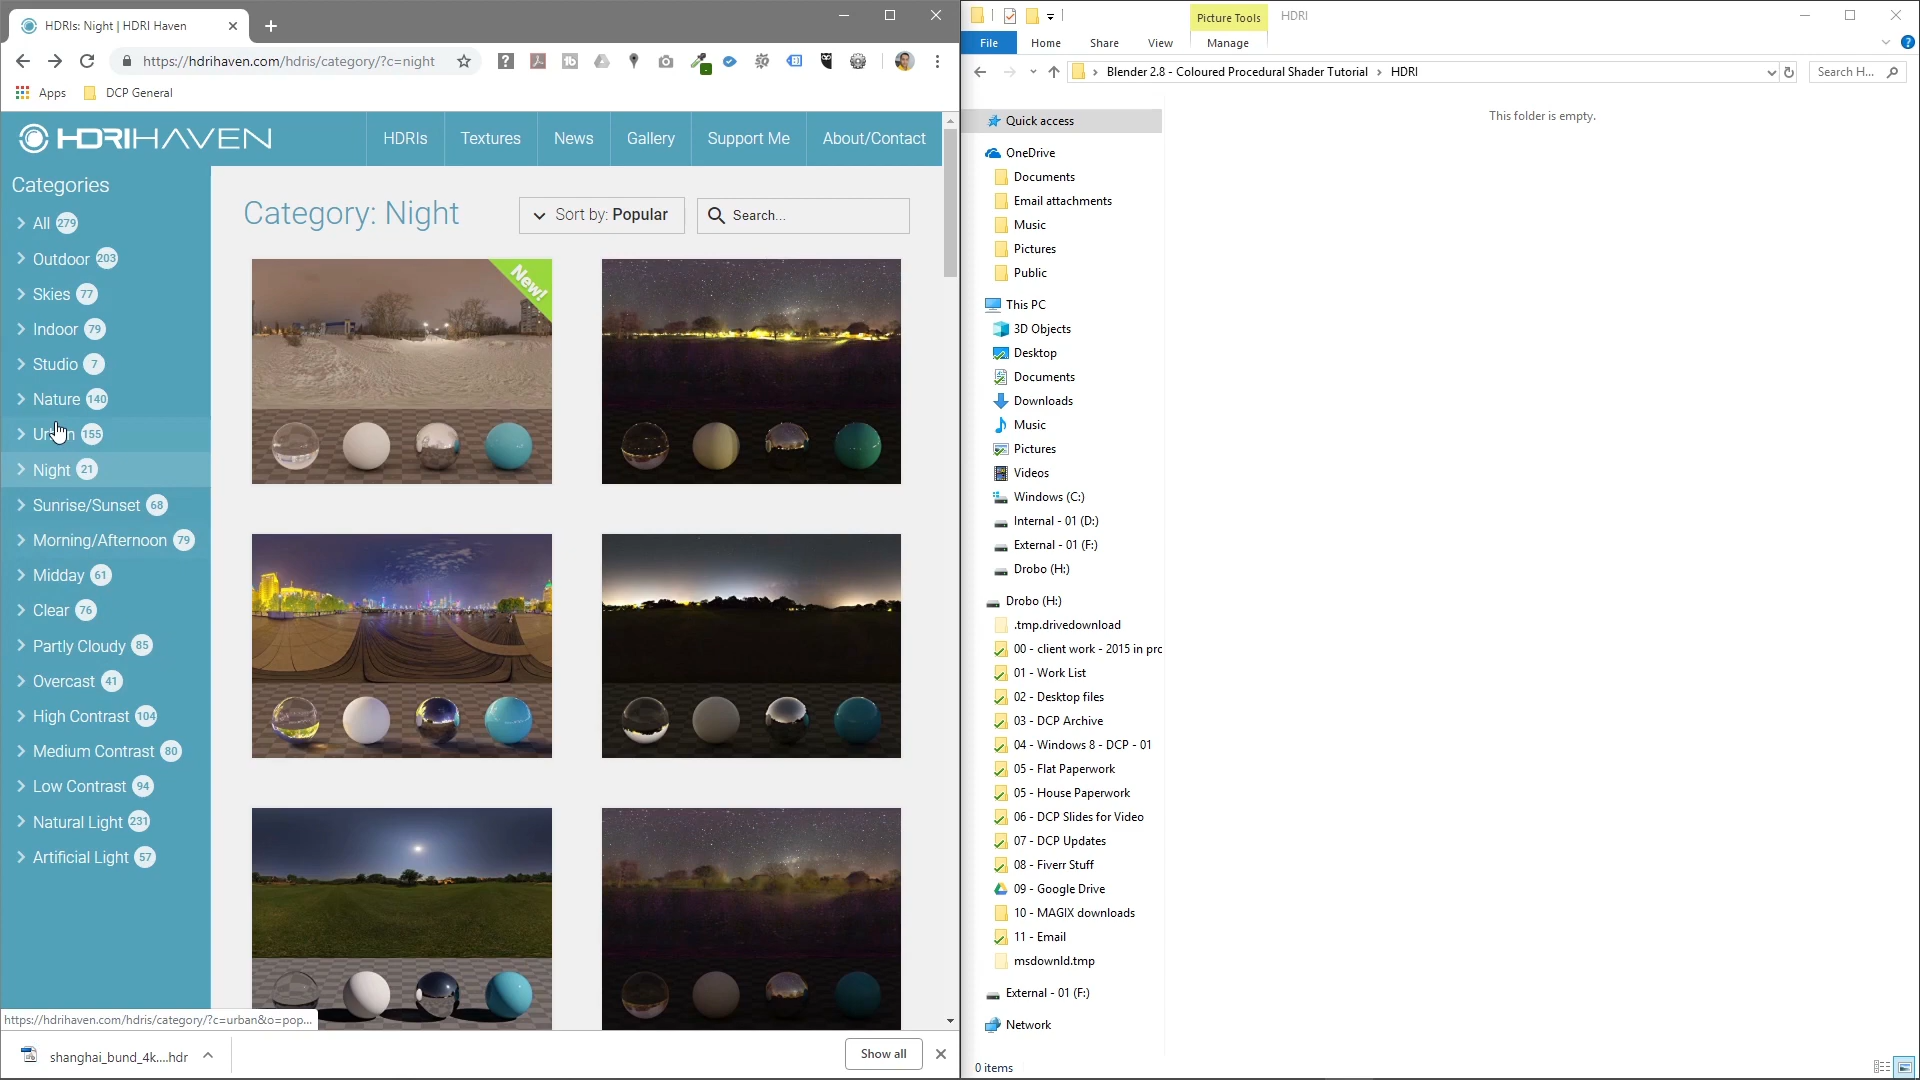 HDRIs: Night | HDRI Haven
https://hdrihaven.com/hdris/category/?c=night
Apps
DCP General
HDRIHAVEN
HDRIs
Textures
News
Gallery
Support Me
About/Contact
Categories
All 279
Outdoor 203
Skies 77
Indoor 79
Studio 7
Nature 140
155
Night 21
Sunrise/Sunset 68
Morning/Afternoon 79
Midday 61
Clear 76
Partly Cloudy 85
Overcast 41
High Contrast 104
Medium Contrast 80
Low Contrast 94
Natural Light 231
Artificial Light 57
Category: Night
Sort by: Popular
Search...
New!
https://hdrihaven.com/hdris/category/?c=urban&o=pop...
shanghai_bund_4k....hdr
Show all
Picture Tools
HDRI
File
Home
Share
View
Manage
Blender 2.8 - Coloured Procedural Shader Tutorial
HDRI
Search H...
This folder is empty.
Quick access
OneDrive
Documents
Email attachments
Music
Pictures
Public
This PC
3D Objects
Desktop
Documents
Downloads
Music
Pictures
Videos
Windows (C:)
Internal - 01 (D:)
External - 01 (F:)
Drobo (H:)
Drobo (H:)
.tmp.drivedownload
00 - client work - 2015 in prc
01 - Work List
02 - Desktop files
03 - DCP Archive
04 - Windows 8 - DCP - 01
05 - Flat Paperwork
05 - House Paperwork
06 - DCP Slides for Video
07 - DCP Updates
08 - Fiverr Stuff
09 - Google Drive
10 - MAGIX downloads
11 - Email
msdownld.tmp
External - 01 (F:)
Network
0 items